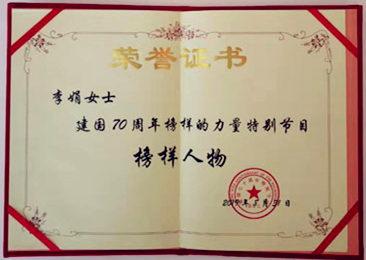 荣誉证书
李娟女士
建国70周年榜样的力量特别节目
榜样人物